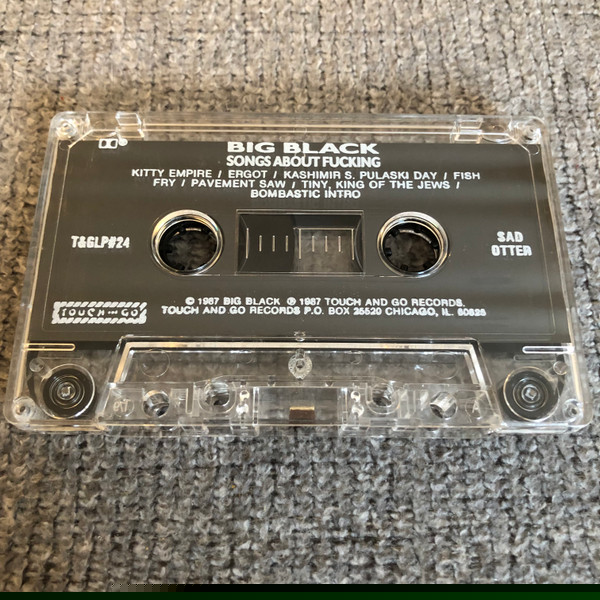 BIG BLACK
SONGS ABOUT FUCKING
KITTY EMPIRE / ERGOT / KASHIMIR S. PULASKI DAY / FISH
FRY / PAVEMENT SAW / TINY, KING OF THE JEWS /
BOMBASTIC INTRO
T&GLP#24
SAD
OTTER
© 1987 BIG BLACK ℗ 1987 TOUCH AND GO RECORDS.
TOUCH AND GO RECORDS P.O. BOX 25520 CHICAGO, IL. 60625
TOUCH AND GO